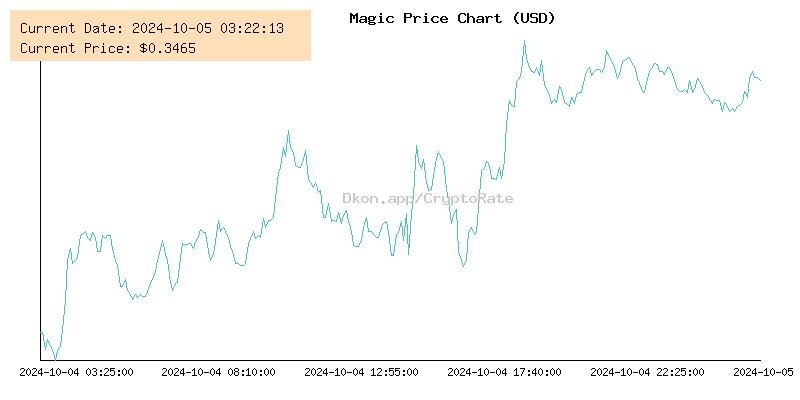 Magic Price Chart (USD)
Current Date: 2024-10-05 03:22:13
Current Price: $0.3465
Dkon.app/CryptoRate
2024-10-04 03:25:00 2024-10-04 08:10:00 2024-10-04 12:55:00 2024-10-04 17:40:00 2024-10-04 22:25:00 2024-10-05